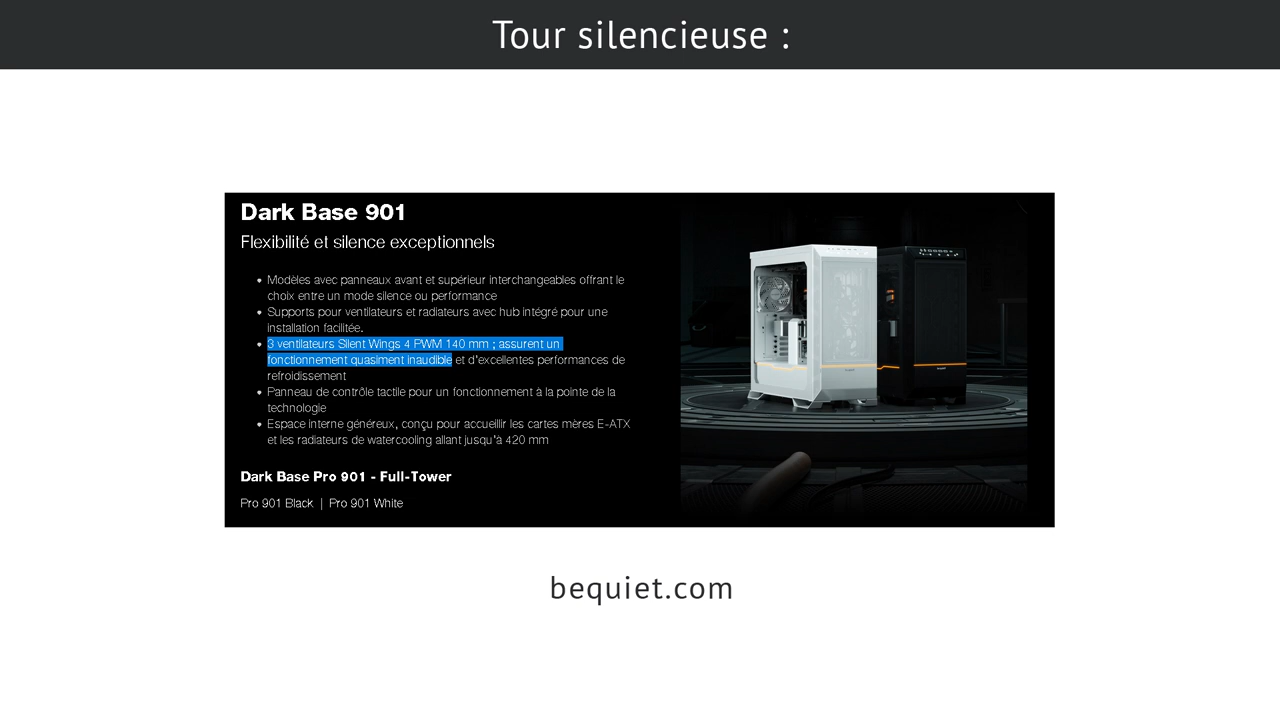 Tour silencieuse :
Dark Base 901
Flexibilité et silence exceptionnels
• Modèles avec panneaux avant et supérieur interchangeables offrant le
choix entre un mode silence ou performance
• Supports pour ventilateurs et radiateurs avec hub intégré pour une
installation facilitée.
• 3 ventilateurs Silent Wings 4 PWM 140 mm ; assurent un
fonctionnement quasiment inaudible et d'excellentes performances de
refroidissement
• Panneau de contrôle tactile pour un fonctionnement à la pointe de la
technologie
• Espace interne généreux, conçu pour accueillir les cartes mères E-ATX
et les radiateurs de watercooling allant jusqu'à 420 mm
Dark Base Pro 901 - Full-Tower
Pro 901 Black | Pro 901 White
bequiet.com